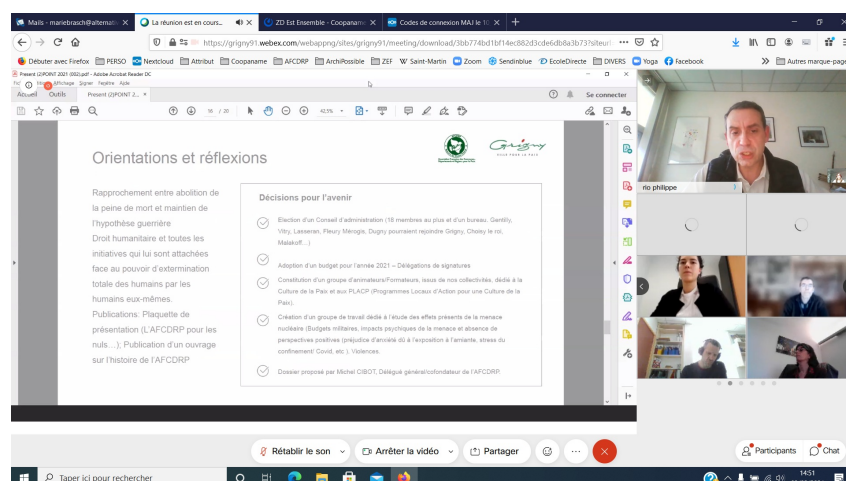 Mails - mariebrasch@alternati
La réunion est en cours...
ZD Est Ensemble - Coopaname
Codes de connexion MAJ le 10
https://grigny91.webex.com/webappng/sites/grigny91/meeting/download/3bb774bd1bf14ec882d3cde6db8a3b73?siteurl
Débuter avec Firefox
PERSO
Nextcloud
Attribut
Coopaname
AFCDRP
ArchiPossible
ZEF
Saint-Martin
Zoom
Sendinblue
EcoleDirecte
DIVERS
Yoga
Facebook
Autres marque-page
Present (2)POINT 2021 (002).pdf - Adobe Acrobat Reader DC
Affichage Signer Fenêtre Aide
Accueil Outils Present (2)POINT 2...
Se connecter
16 / 20
42,5%
Orientations et réflexions
Grigny
Rapprochement entre abolition de
la peine de mort et maintien de
l'hypothèse guerrière
Droit humanitaire et toutes les
initiatives qui lui sont attachées
face au pouvoir d'extermination
totale des humains par les
humains eux-mêmes.
Publications: Plaquette de
présentation (L'AFCDRP pour les
nuls…); Publication d'un ouvrage
sur l'histoire de l'AFCDRP
Décisions pour l'avenir
Election d'un Conseil d'administration (18 membres au plus et d'un bureau. Gentilly,
Vitry, Lasseran, Fleury Mérogis, Dugny pourraient rejoindre Grigny, Choisy le roi,
Malakoff…)
Adoption d'un budget pour l'année 2021 – Délégations de signatures
Constitution d'un groupe d'animateurs/Formateurs, issus de nos collectivités, dédié à la
Culture de la Paix et aux PLACP (Programmes Locaux d'Action pour une Culture de la
Paix).
Création d'un groupe de travail dédié à l'étude des effets présents de la menace
nucléaire (Budgets militaires, impacts psychiques de la menace et absence de
perspectives positives (préjudice d'anxiété dû à l'exposition à l'amiante, stress du
confinement/ Covid, etc ), Violences,
Dossier proposé par Michel CIBOT, Délégué général/cofondateur de l'AFCDRP.
rio philippe
Rétablir le son
Arrêter la vidéo
Partager
Participants
Chat
Taper ici pour rechercher
14:51